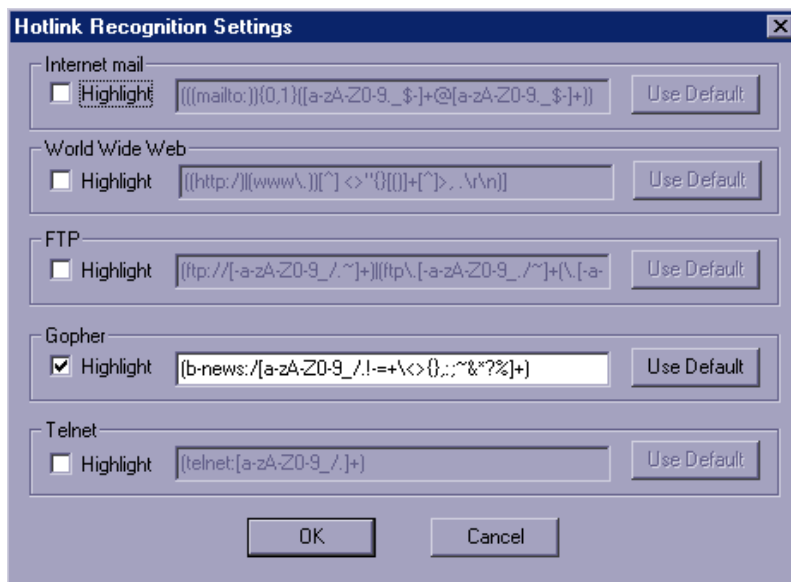 Hotlink Recognition Settings
Internet mail
Highlight (((mailto:)){0,1}([a-zA-Z0-9._$-]+@[a-zA-Z0-9._$-]+)) Use Default
World Wide Web
Highlight ((http:/)|(www\.))[^] <>"{}[()]+[^]>, .\r\n)] Use Default
FTP
Highlight (ftp://[-a-zA-Z0-9_/.~]+)|(ftp\.[-a-zA-Z0-9_./~]+(\.[-a- Use Default
Gopher
Highlight (b-news:/[a-zA-Z0-9_/.!-=+\<>{},:;~&*?%]+) Use Default
Telnet
Highlight (telnet:[a-zA-Z0-9_/.]+) Use Default
OK Cancel